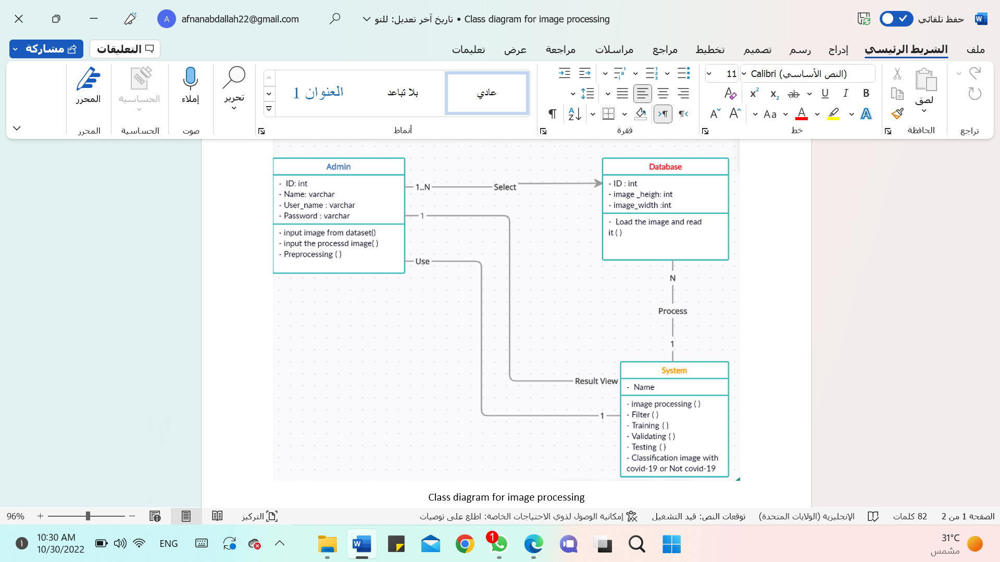 afnanabdallah22@gmail.com
Class diagram for image processing • تاريخ آخر تعديل: للتو
حفظ تلقائي
ملف
الشريط الرئيسي
إدراج
رسم
تصميم
تخطيط
مراجع
مراسلات
مراجعة
عرض
تعليمات
التعليقات
مشاركة
لصق
Calibri (النص الأساسي)
11
عادي
بلا تباعد
العنوان 1
تحرير
إملاء
الحساسية
المحرر
تراجع
الحافظة
خط
فقرة
أنماط
صوت
الحساسية
المحرر
Admin
- ID: int
- Name: varchar
- User_name : varchar
- Password : varchar
- input image from dataset()
- input the processd image( )
- Preprocessing ( )
1..N
Select
1
Use
Database
- ID : int
- image _heigh: int
- image_width :int
- Load the image and read
it ( )
N
Process
1
Result View
1
System
- Name
- image processing ( )
- Filter ( )
- Training ( )
- Validating ( )
- Testing ( )
- Classification image with
covid-19 or Not covid-19
Class diagram for image processing
الصفحة 1 من 2
82 كلمات
الإنجليزية (الولايات المتحدة)
توقعات النص: قيد التشغيل
إمكانية الوصول لذوي الاحتياجات الخاصة: اطلع على توصيات
التركيز
96%
10:30 AM
10/30/2022
ENG
1
31°C
مشمس